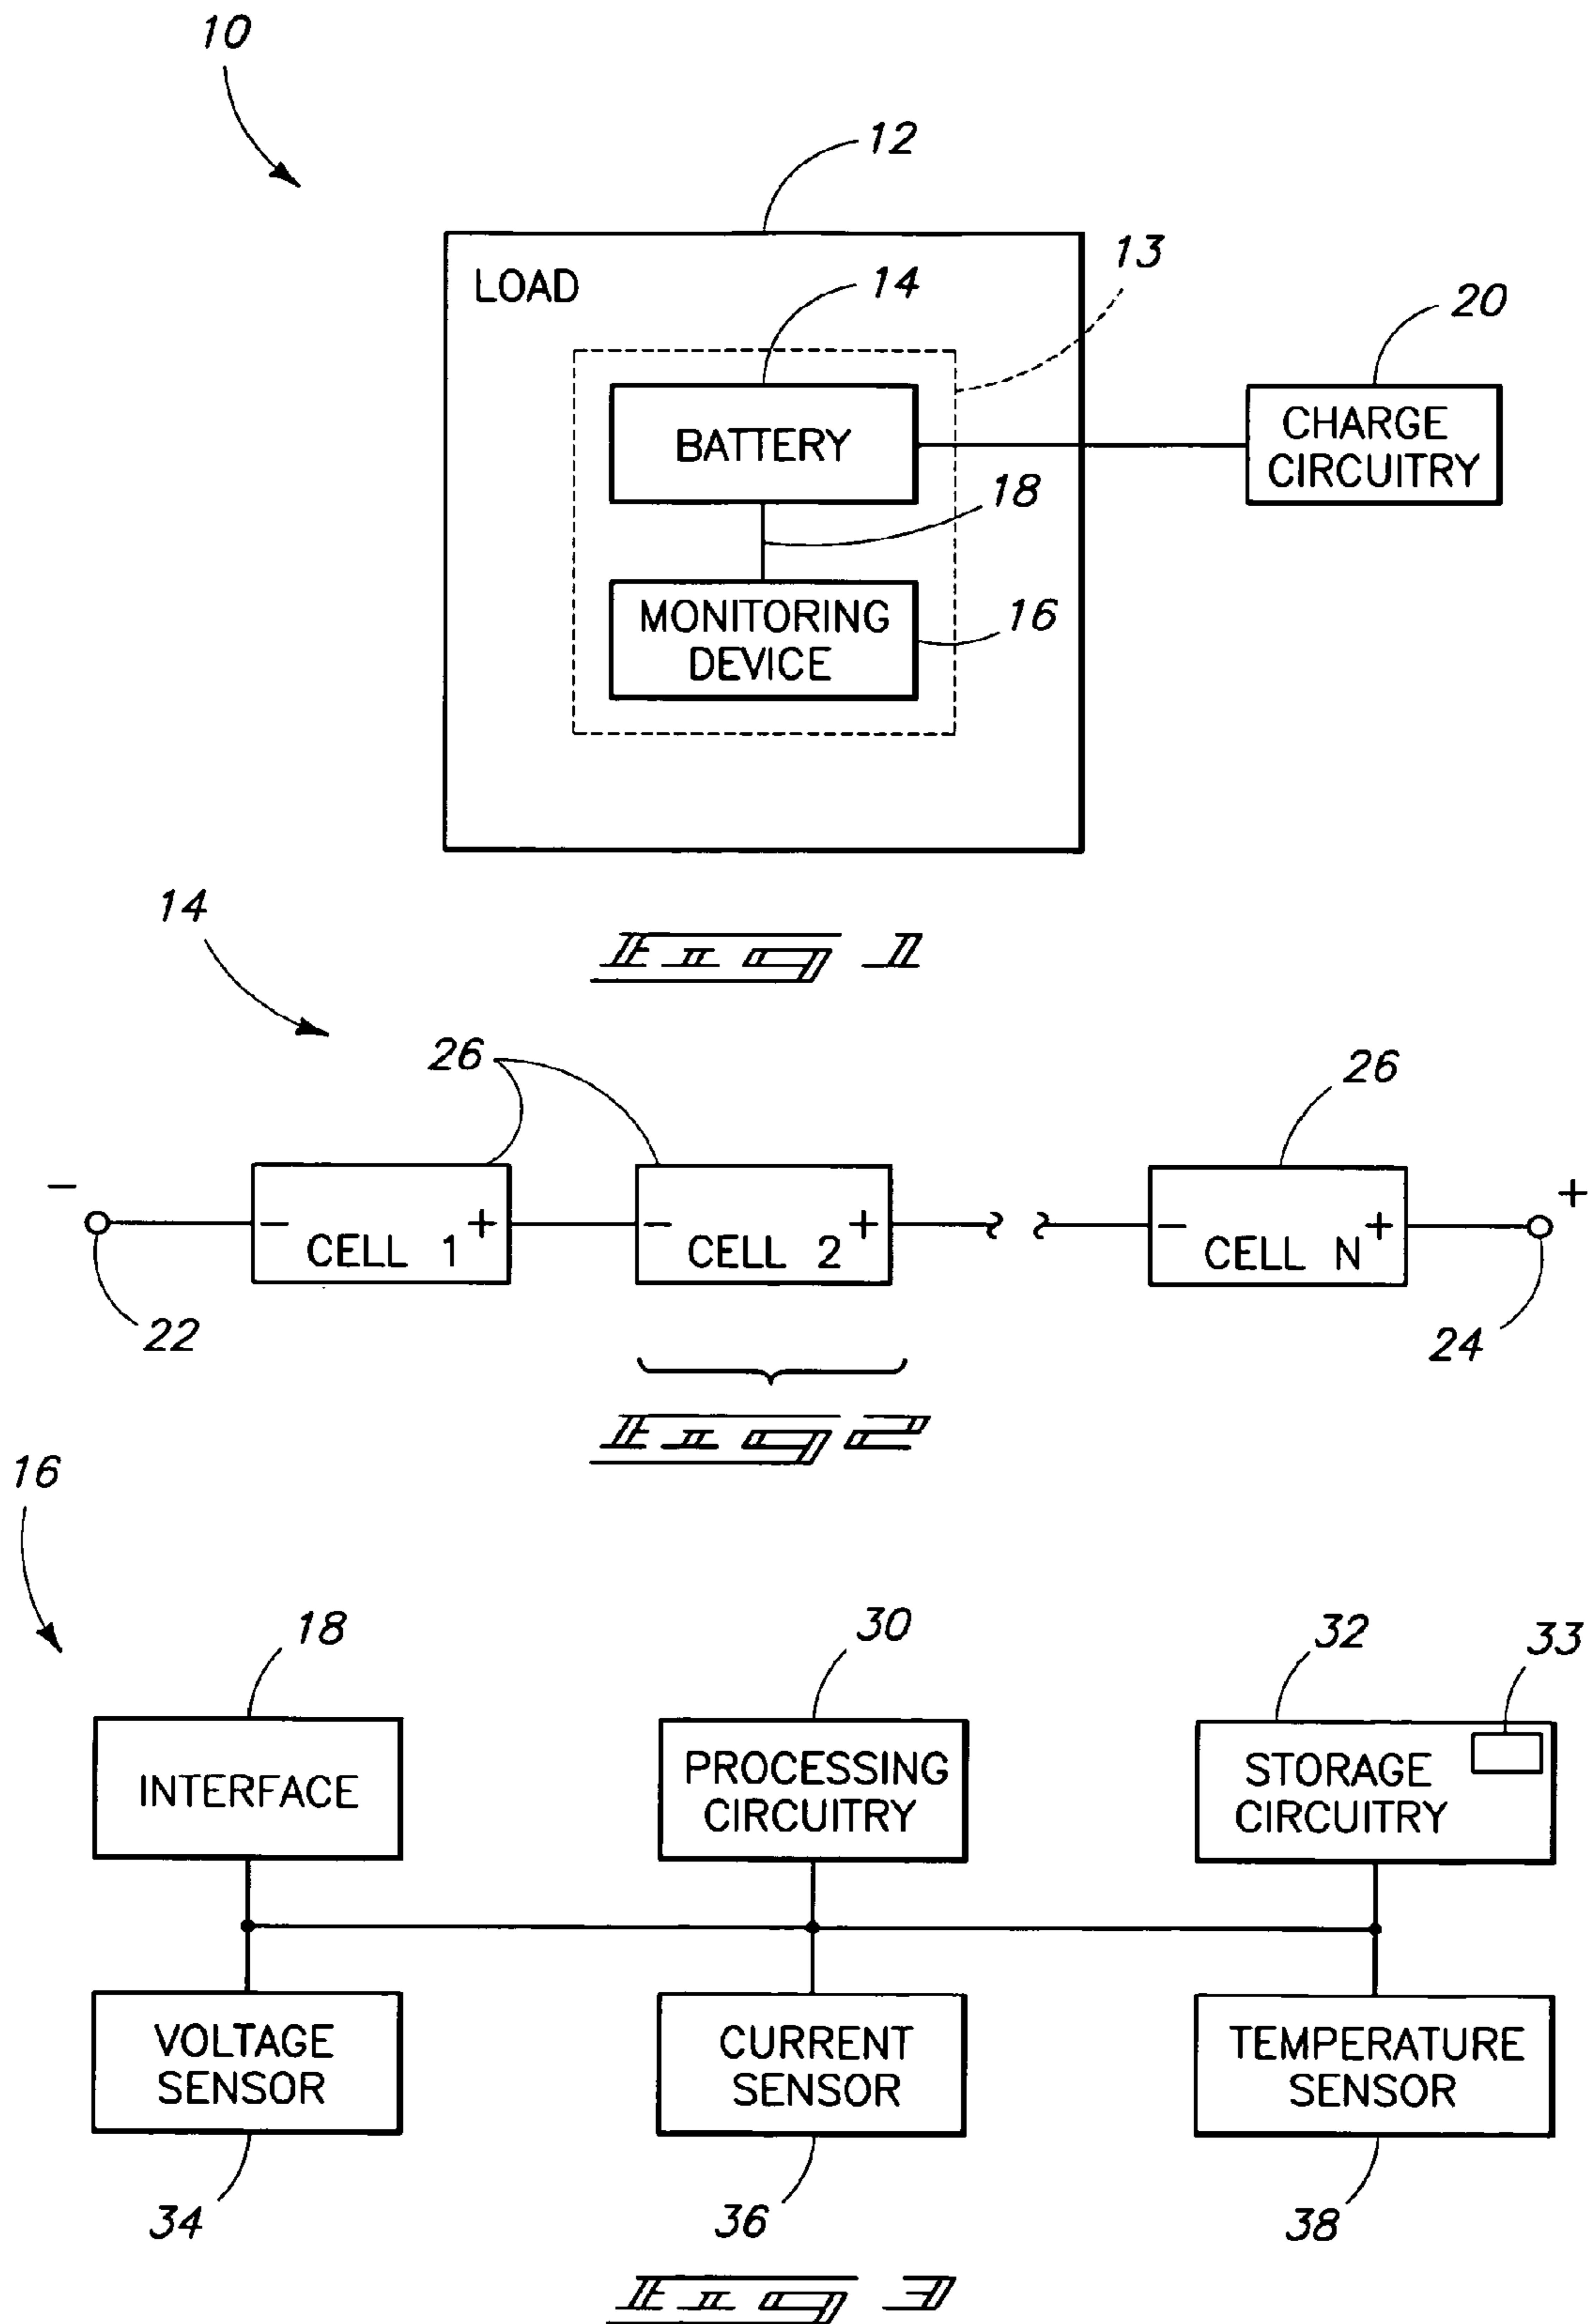 10
12
13
LOAD
14
20
BATTERY
CHARGE
CIRCUITRY
18
MONITORING
DEVICE
16
Fig 1
14
26
26
− +
− CELL 1 +
− CELL 2 +
− CELL N +
22
24
Fig 2
16
18
30
32
33
INTERFACE
PROCESSING
CIRCUITRY
STORAGE
CIRCUITRY
VOLTAGE
SENSOR
CURRENT
SENSOR
TEMPERATURE
SENSOR
34
36
38
Fig 3